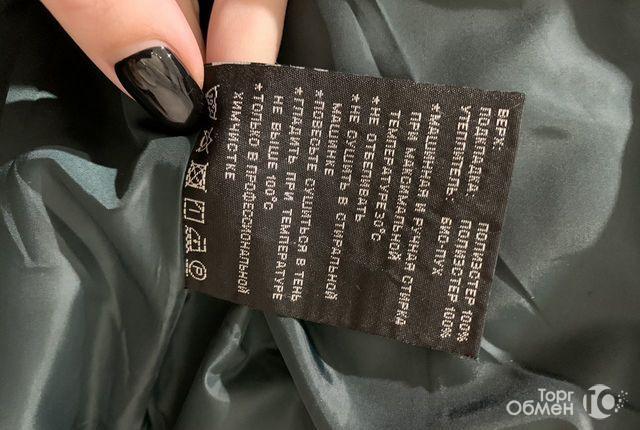 ВЕРХ: ПОЛИЭСТЕР 100%
ПОДКЛАДКА: ПОЛИЭСТЕР 100%
УТЕПЛИТЕЛЬ: БИО-ПУХ
*МАШИННАЯ И РУЧНАЯ СТИРКА
ПРИ МАКСИМАЛЬНОЙ
ТЕМПЕРАТУРЕ30°С
*НЕ ОТБЕЛИВАТЬ
*НЕ СУШИТЬ В СТИРАЛЬНОЙ
МАШИНКЕ
*ПОВЕСЬТЕ СУШИТЬСЯ В ТЕНЬ
*ГЛАДИТЬ ПРИ ТЕМПЕРАТУРЕ
НЕ ВЫШЕ 100°С
*ТОЛЬКО В ПРОФЕССИОНАЛЬНОЙ
ХИМЧИСТКЕ
Торг
Обмен